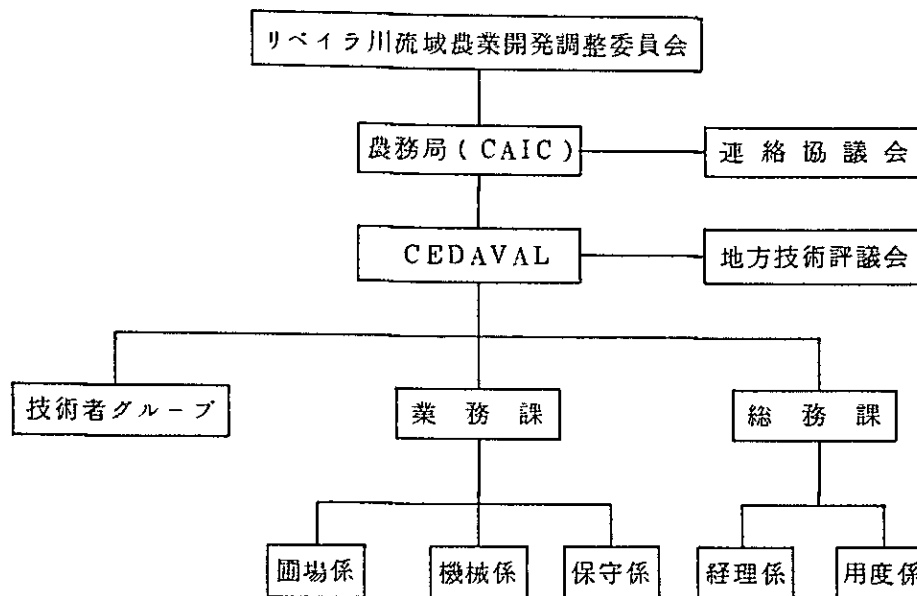 リベイラ川流域農業開発調整委員会
農務局(CAIC)
連絡協議会
CEDAVAL
地方技術評議会
技術者グループ
業務課
総務課
圃場係
機械係
保守係
経理係
用度係